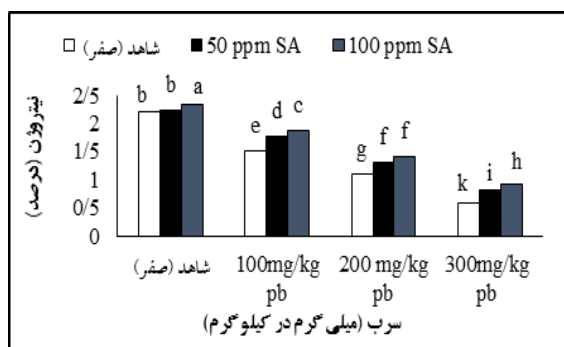 شاهد (صفر) 50 ppm SA 100 ppm SA
نیتروژن (درصد)
2/5
2
1/5
1
0/5
0
b b a
e d c
g f f
k i h
شاهد (صفر) 100mg/kg pb 200 mg/kg pb 300mg/kg pb
سرب (میلی گرم در کیلوگرم)